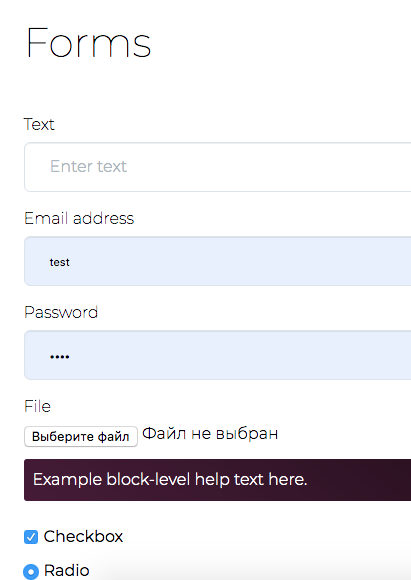 Forms
Text
Enter text
Email address
test
Password
••••
File
Выберите файл Файл не выбран
Example block-level help text here.
Checkbox
Radio